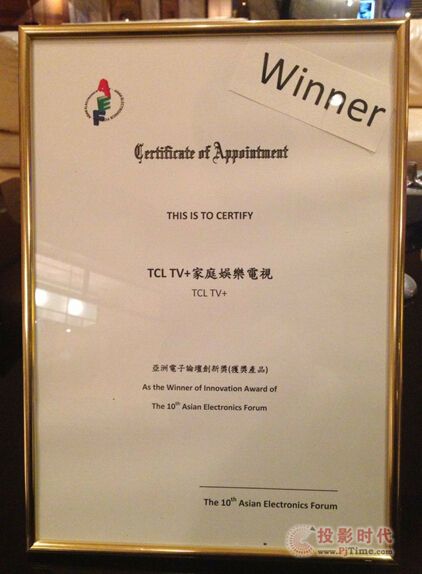 Winner
AEF
Certificate of Appointment
THIS IS TO CERTIFY
TCL TV+家庭娛樂電視
TCL TV+
亞洲電子論壇創新獎(獲獎產品)
As the Winner of Innovation Award of
The 10th Asian Electronics Forum
The 10th Asian Electronics Forum
投影时代
www.PjTime.com